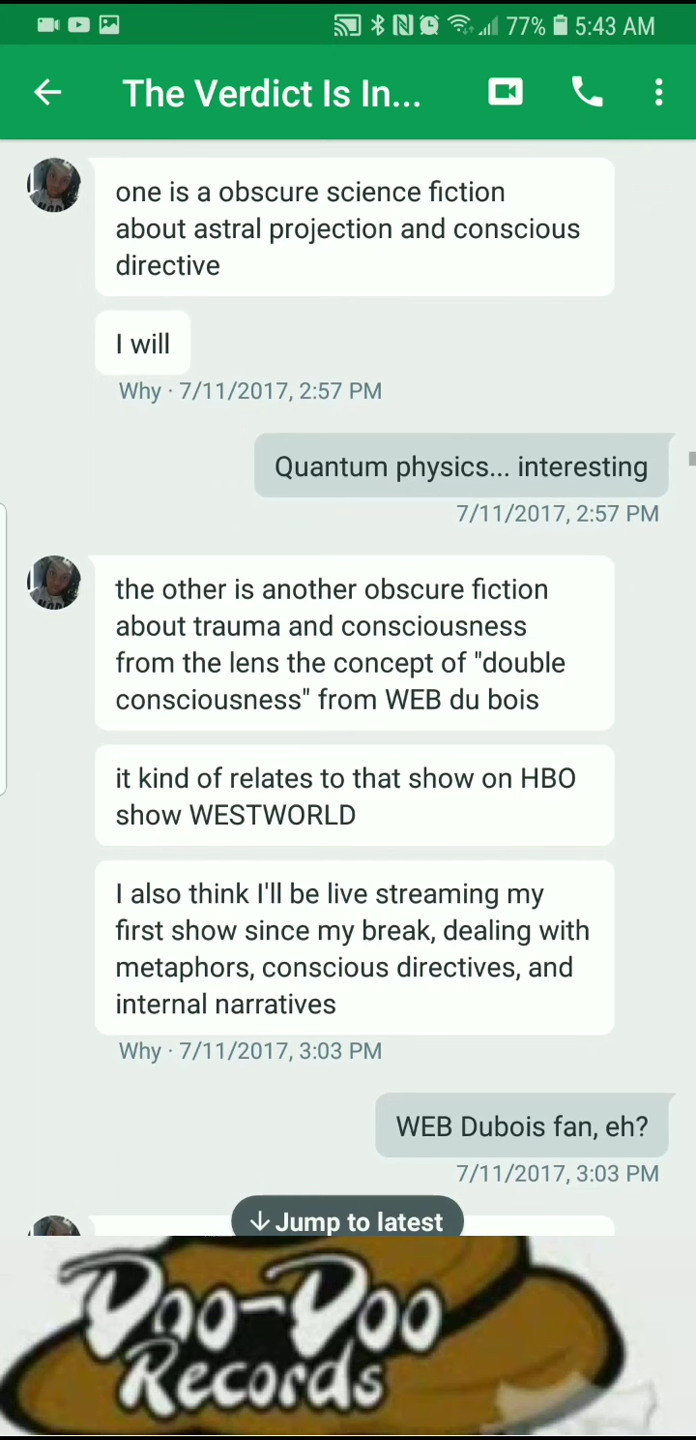 77% 5:43 AM
The Verdict Is In...
one is a obscure science fiction
about astral projection and conscious
directive
I will
Why · 7/11/2017, 2:57 PM
Quantum physics... interesting
7/11/2017, 2:57 PM
the other is another obscure fiction
about trauma and consciousness
from the lens the concept of "double
consciousness" from WEB du bois
it kind of relates to that show on HBO
show WESTWORLD
I also think I'll be live streaming my
first show since my break, dealing with
metaphors, conscious directives, and
internal narratives
Why · 7/11/2017, 3:03 PM
WEB Dubois fan, eh?
7/11/2017, 3:03 PM
↓ Jump to latest
Doo-Doo
Records